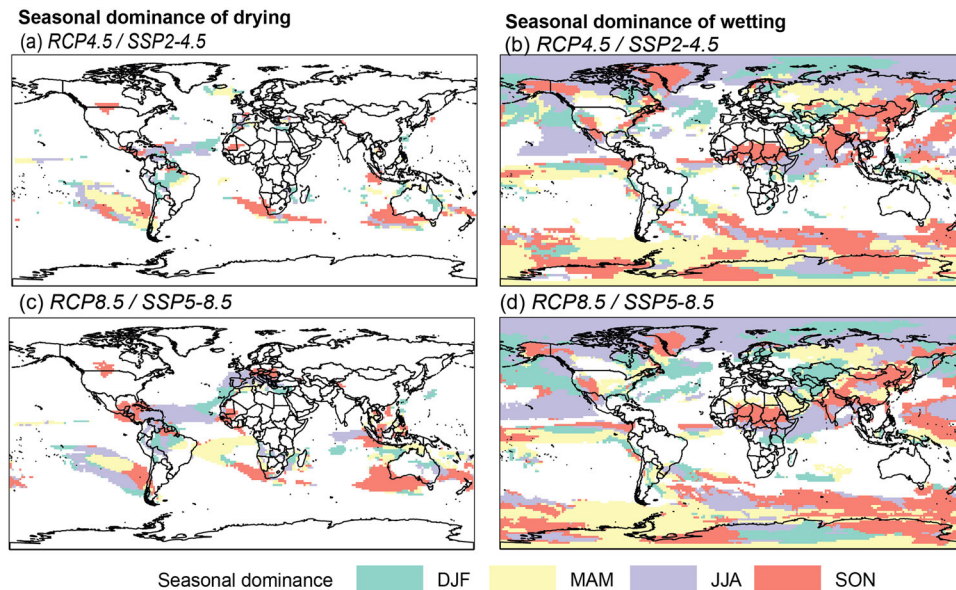 Seasonal dominance of drying
(a) RCP4.5 / SSP2-4.5
Seasonal dominance of wetting
(b) RCP4.5 / SSP2-4.5
(c) RCP8.5 / SSP5-8.5
(d) RCP8.5 / SSP5-8.5
Seasonal dominance DJF MAM JJA SON